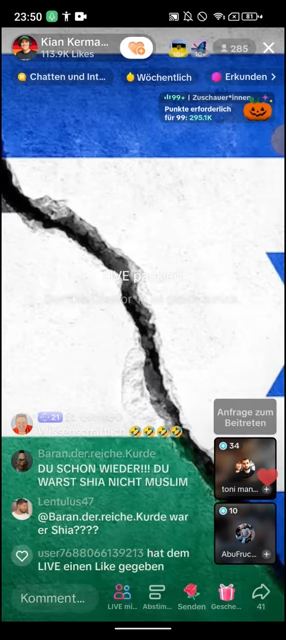 23:50
81
Kian Kerma...
113.9K Likes
285
Chatten und Int...
Wöchentlich
Erkunden
99+ | Zuschauer*innen
Punkte erforderlich
für 99: 295.1K
21
Anfrage zum
Beitreten
34
toni man...
10
AbuFruc...
Baran.der.reiche.Kurde
DU SCHON WIEDER!!! DU
WARST SHIA NICHT MUSLIM
Lentulus47
@Baran.der.reiche.Kurde war
er Shia????
user7688066139213 hat dem
LIVE einen Like gegeben
Komment...
LIVE mi...
Abstim...
Senden
Gesche...
41